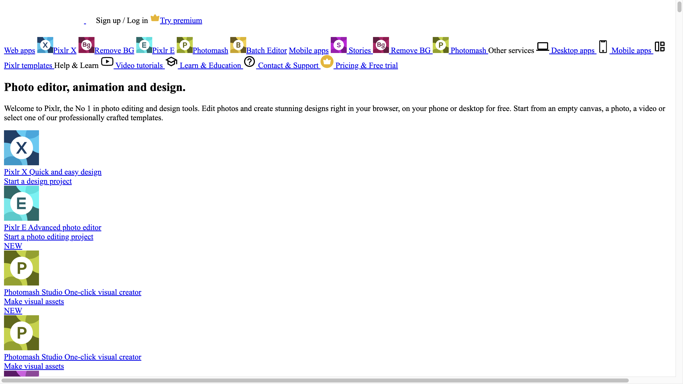 Sign up / Log in Try premium
Web apps X Pixlr X Bg Remove BG E Pixlr E P Photomash B Batch Editor Mobile apps S Stories Bg Remove BG P Photomash Other services Desktop apps Mobile apps
Pixlr templates Help & Learn Video tutorials Learn & Education Contact & Support Pricing & Free trial
Photo editor, animation and design.
Welcome to Pixlr, the No 1 in photo editing and design tools. Edit photos and create stunning designs right in your browser, on your phone or desktop for free. Start from an empty canvas, a photo, a video or
select one of our professionally crafted templates.
X
Pixlr X Quick and easy design
Start a design project
E
Pixlr E Advanced photo editor
Start a photo editing project
NEW
P
Photomash Studio One-click visual creator
Make visual assets
NEW
P
Photomash Studio One-click visual creator
Make visual assets